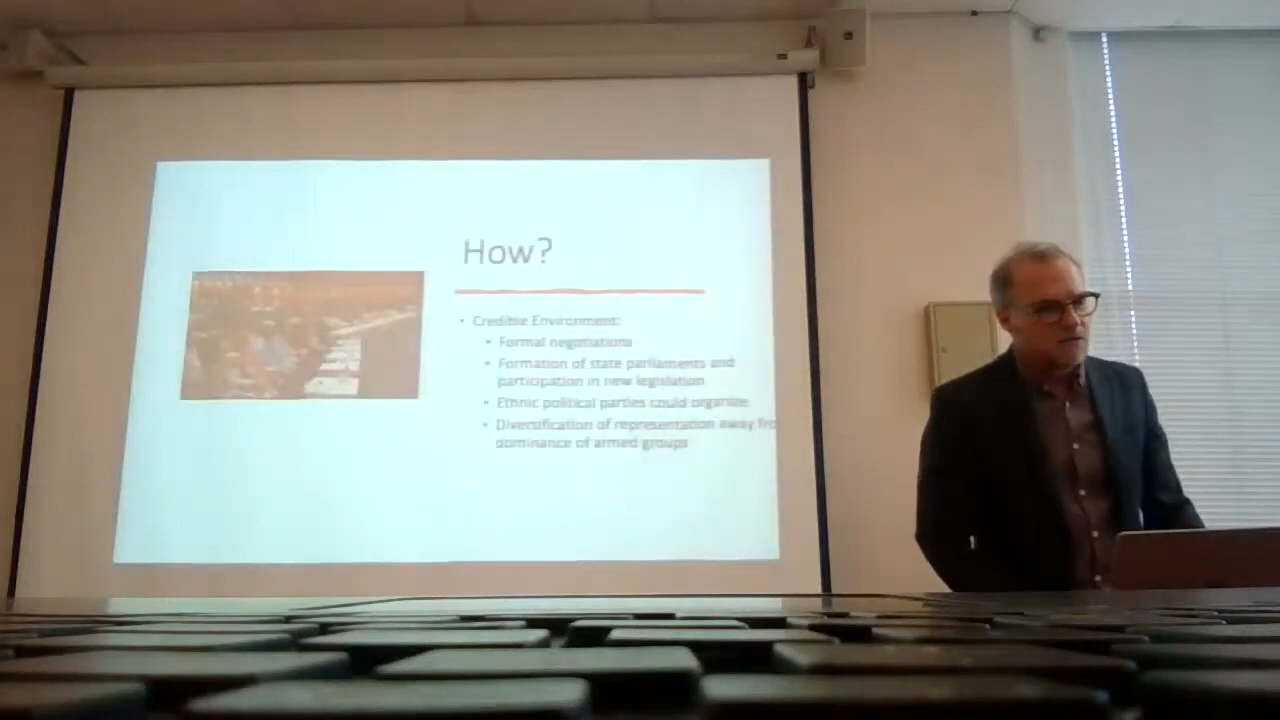 How?
• Credible Environment:
• Formal negotiations
• Formation of state parliaments and
participation in new legislation
• Ethnic political parties could organize
• Diversification of representation away fro
dominance of armed groups